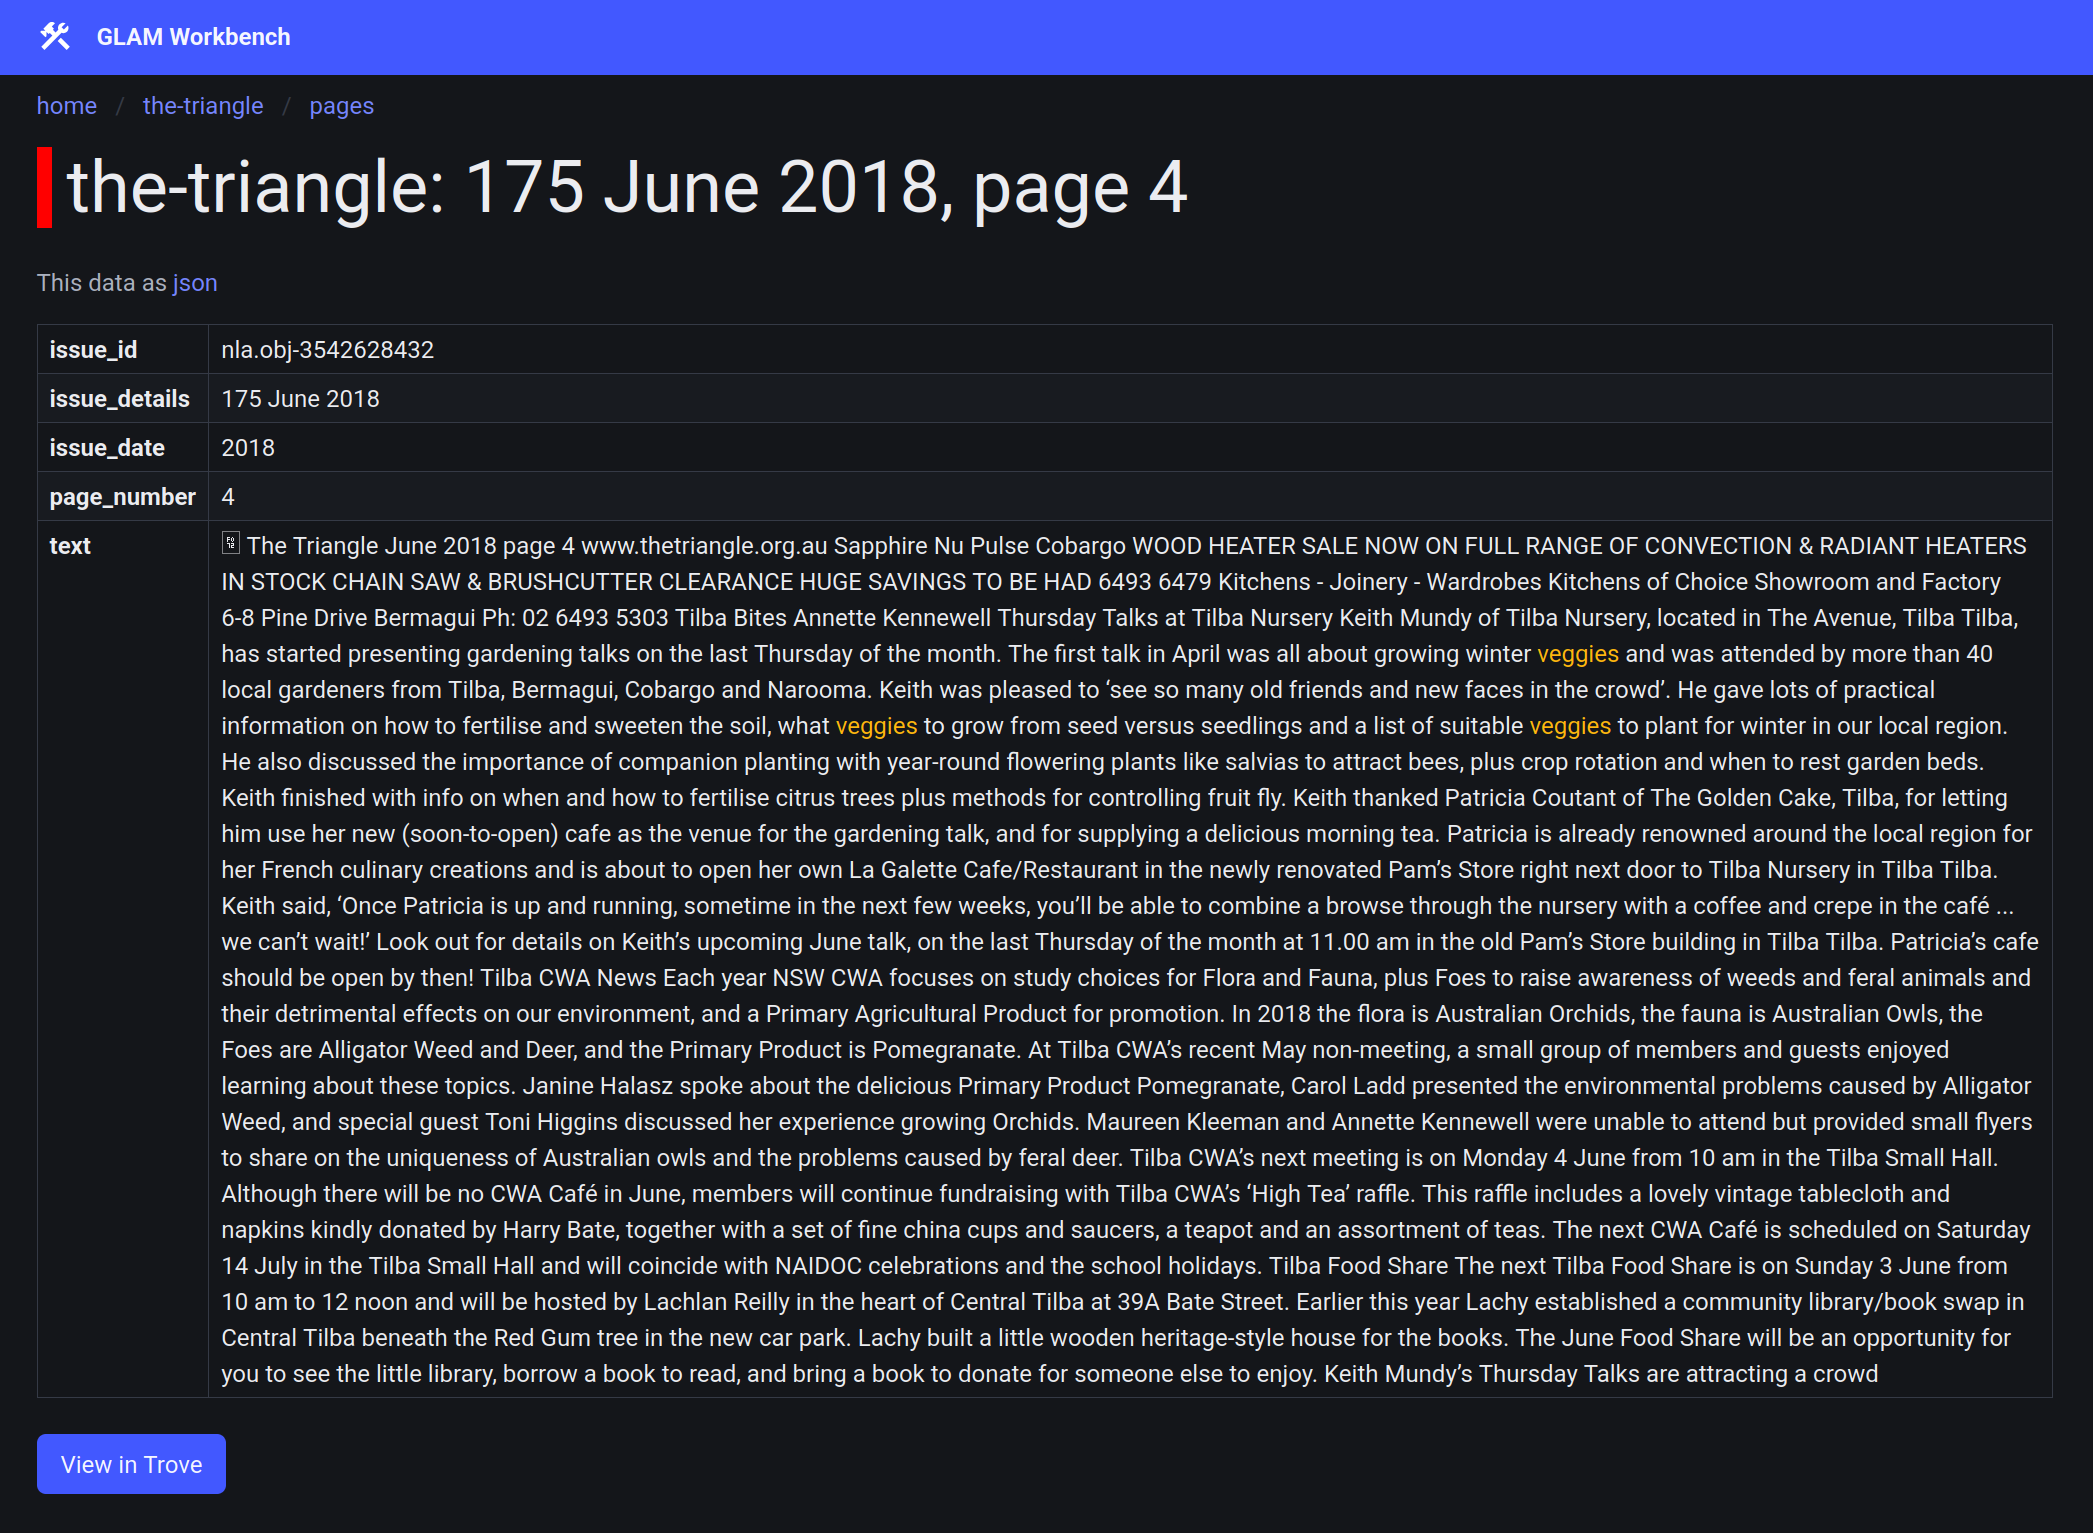 GLAM Workbench
home / the-triangle / pages
the-triangle: 175 June 2018, page 4
This data as json
issue_id nla.obj-3542628432
issue_details 175 June 2018
issue_date 2018
page_number 4
text The Triangle June 2018 page 4 www.thetriangle.org.au Sapphire Nu Pulse Cobargo WOOD HEATER SALE NOW ON FULL RANGE OF CONVECTION & RADIANT HEATERS
IN STOCK CHAIN SAW & BRUSHCUTTER CLEARANCE HUGE SAVINGS TO BE HAD 6493 6479 Kitchens - Joinery - Wardrobes Kitchens of Choice Showroom and Factory
6-8 Pine Drive Bermagui Ph: 02 6493 5303 Tilba Bites Annette Kennewell Thursday Talks at Tilba Nursery Keith Mundy of Tilba Nursery, located in The Avenue, Tilba Tilba,
has started presenting gardening talks on the last Thursday of the month. The first talk in April was all about growing winter veggies and was attended by more than 40
local gardeners from Tilba, Bermagui, Cobargo and Narooma. Keith was pleased to ‘see so many old friends and new faces in the crowd’. He gave lots of practical
information on how to fertilise and sweeten the soil, what veggies to grow from seed versus seedlings and a list of suitable veggies to plant for winter in our local region.
He also discussed the importance of companion planting with year-round flowering plants like salvias to attract bees, plus crop rotation and when to rest garden beds.
Keith finished with info on when and how to fertilise citrus trees plus methods for controlling fruit fly. Keith thanked Patricia Coutant of The Golden Cake, Tilba, for letting
him use her new (soon-to-open) cafe as the venue for the gardening talk, and for supplying a delicious morning tea. Patricia is already renowned around the local region for
her French culinary creations and is about to open her own La Galette Cafe/Restaurant in the newly renovated Pam’s Store right next door to Tilba Nursery in Tilba Tilba.
Keith said, ‘Once Patricia is up and running, sometime in the next few weeks, you’ll be able to combine a browse through the nursery with a coffee and crepe in the café ...
we can’t wait!’ Look out for details on Keith’s upcoming June talk, on the last Thursday of the month at 11.00 am in the old Pam’s Store building in Tilba Tilba. Patricia’s cafe
should be open by then! Tilba CWA News Each year NSW CWA focuses on study choices for Flora and Fauna, plus Foes to raise awareness of weeds and feral animals and
their detrimental effects on our environment, and a Primary Agricultural Product for promotion. In 2018 the flora is Australian Orchids, the fauna is Australian Owls, the
Foes are Alligator Weed and Deer, and the Primary Product is Pomegranate. At Tilba CWA’s recent May non-meeting, a small group of members and guests enjoyed
learning about these topics. Janine Halasz spoke about the delicious Primary Product Pomegranate, Carol Ladd presented the environmental problems caused by Alligator
Weed, and special guest Toni Higgins discussed her experience growing Orchids. Maureen Kleeman and Annette Kennewell were unable to attend but provided small flyers
to share on the uniqueness of Australian owls and the problems caused by feral deer. Tilba CWA’s next meeting is on Monday 4 June from 10 am in the Tilba Small Hall.
Although there will be no CWA Café in June, members will continue fundraising with Tilba CWA’s ‘High Tea’ raffle. This raffle includes a lovely vintage tablecloth and
napkins kindly donated by Harry Bate, together with a set of fine china cups and saucers, a teapot and an assortment of teas. The next CWA Café is scheduled on Saturday
14 July in the Tilba Small Hall and will coincide with NAIDOC celebrations and the school holidays. Tilba Food Share The next Tilba Food Share is on Sunday 3 June from
10 am to 12 noon and will be hosted by Lachlan Reilly in the heart of Central Tilba at 39A Bate Street. Earlier this year Lachy established a community library/book swap in
Central Tilba beneath the Red Gum tree in the new car park. Lachy built a little wooden heritage-style house for the books. The June Food Share will be an opportunity for
you to see the little library, borrow a book to read, and bring a book to donate for someone else to enjoy. Keith Mundy’s Thursday Talks are attracting a crowd
View in Trove